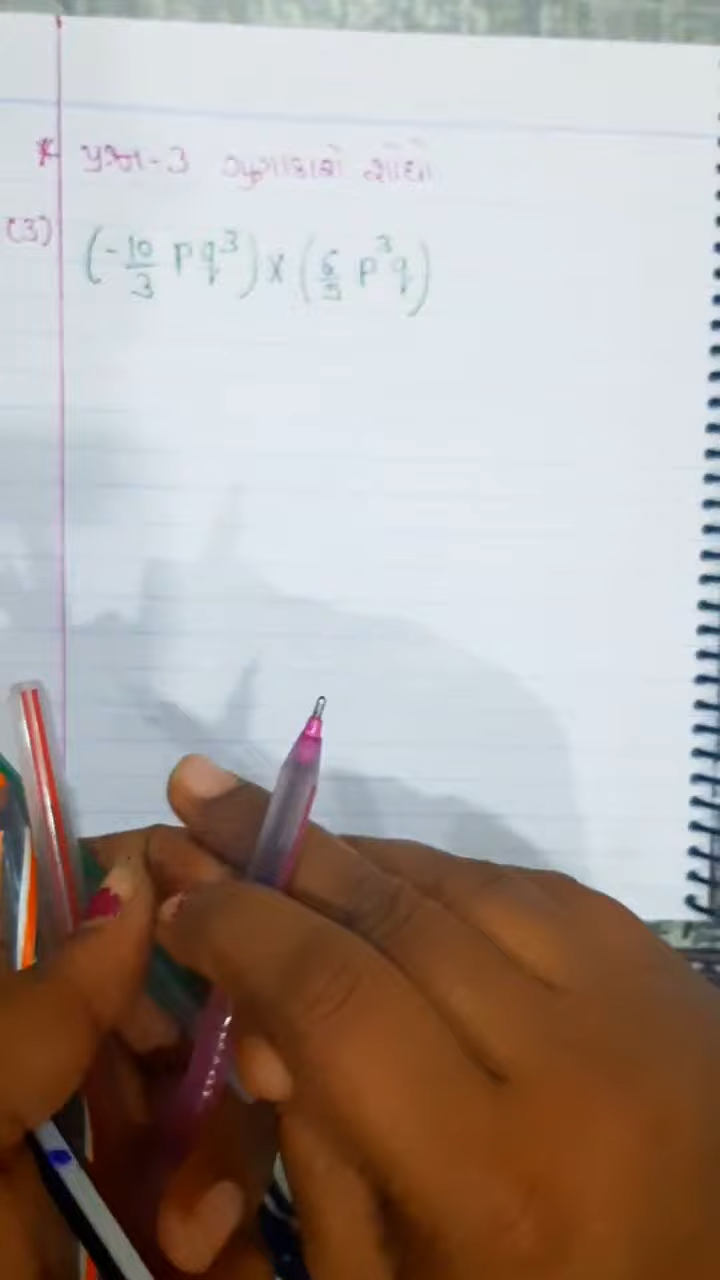 * પ્રશ્ન-3 ગુણાકાર શોધો
(3) (-10/3 pq³) × (6/5 p³q)